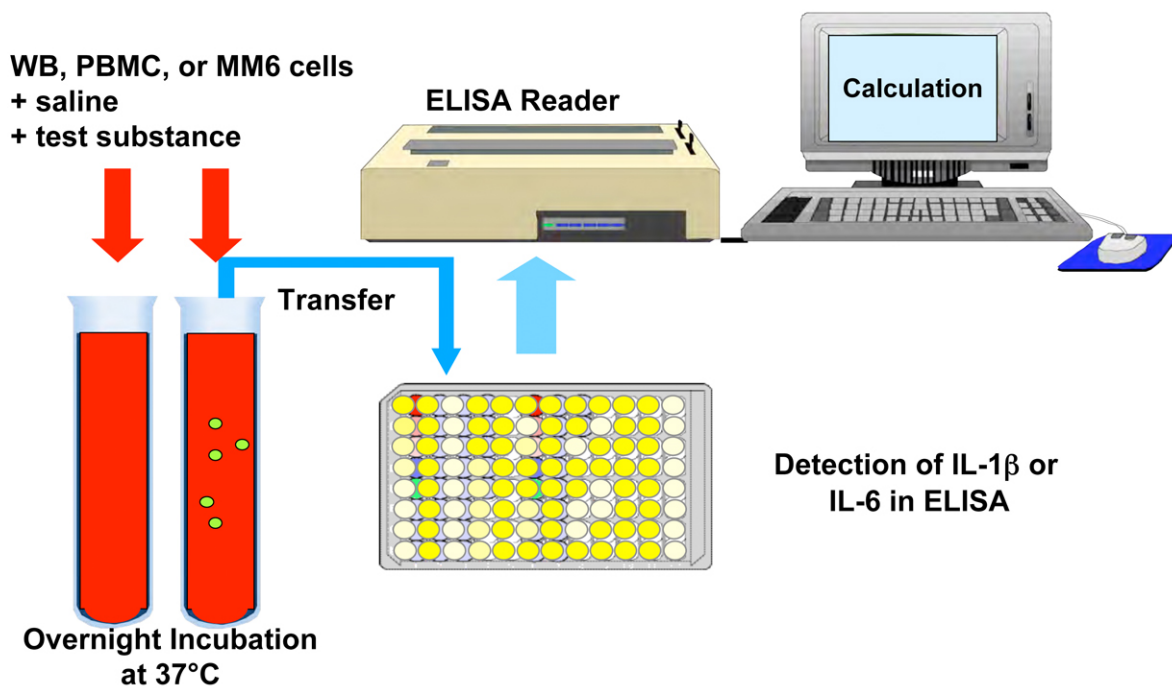 WB, PBMC, or MM6 cells
+ saline
+ test substance
ELISA Reader
Calculation
Transfer
Detection of IL-1β or
IL-6 in ELISA
Overnight Incubation
at 37°C